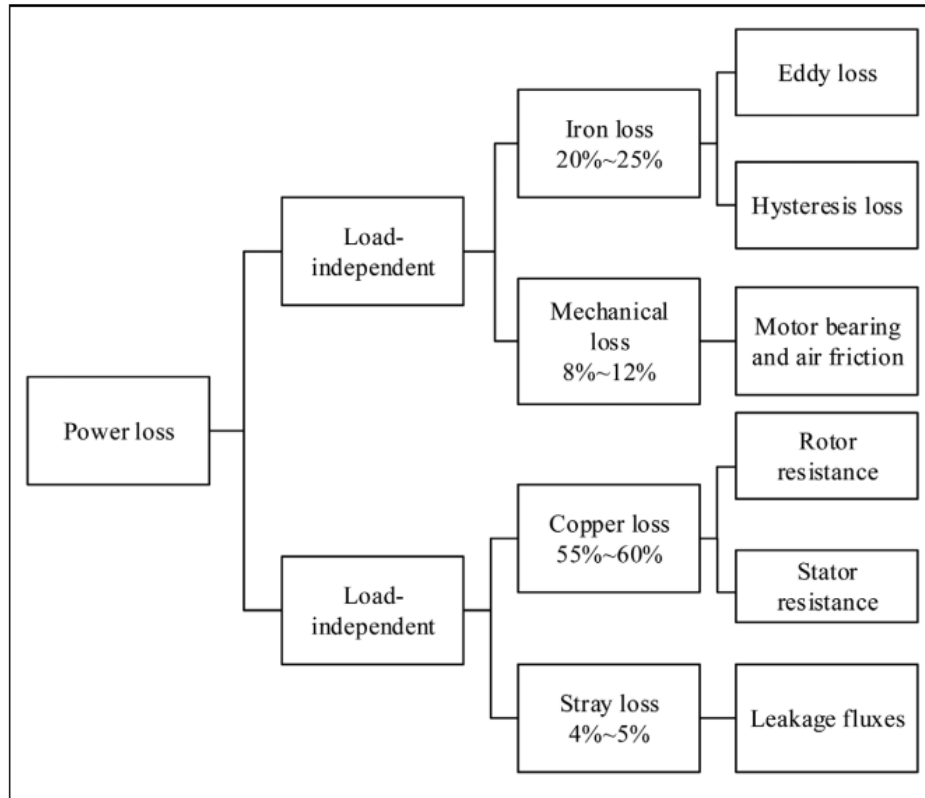 Power loss
Load-
independent
Iron loss
20%~25%
Eddy loss
Hysteresis loss
Mechanical
loss
8%~12%
Motor bearing
and air friction
Load-
independent
Copper loss
55%~60%
Rotor
resistance
Stator
resistance
Stray loss
4%~5%
Leakage fluxes